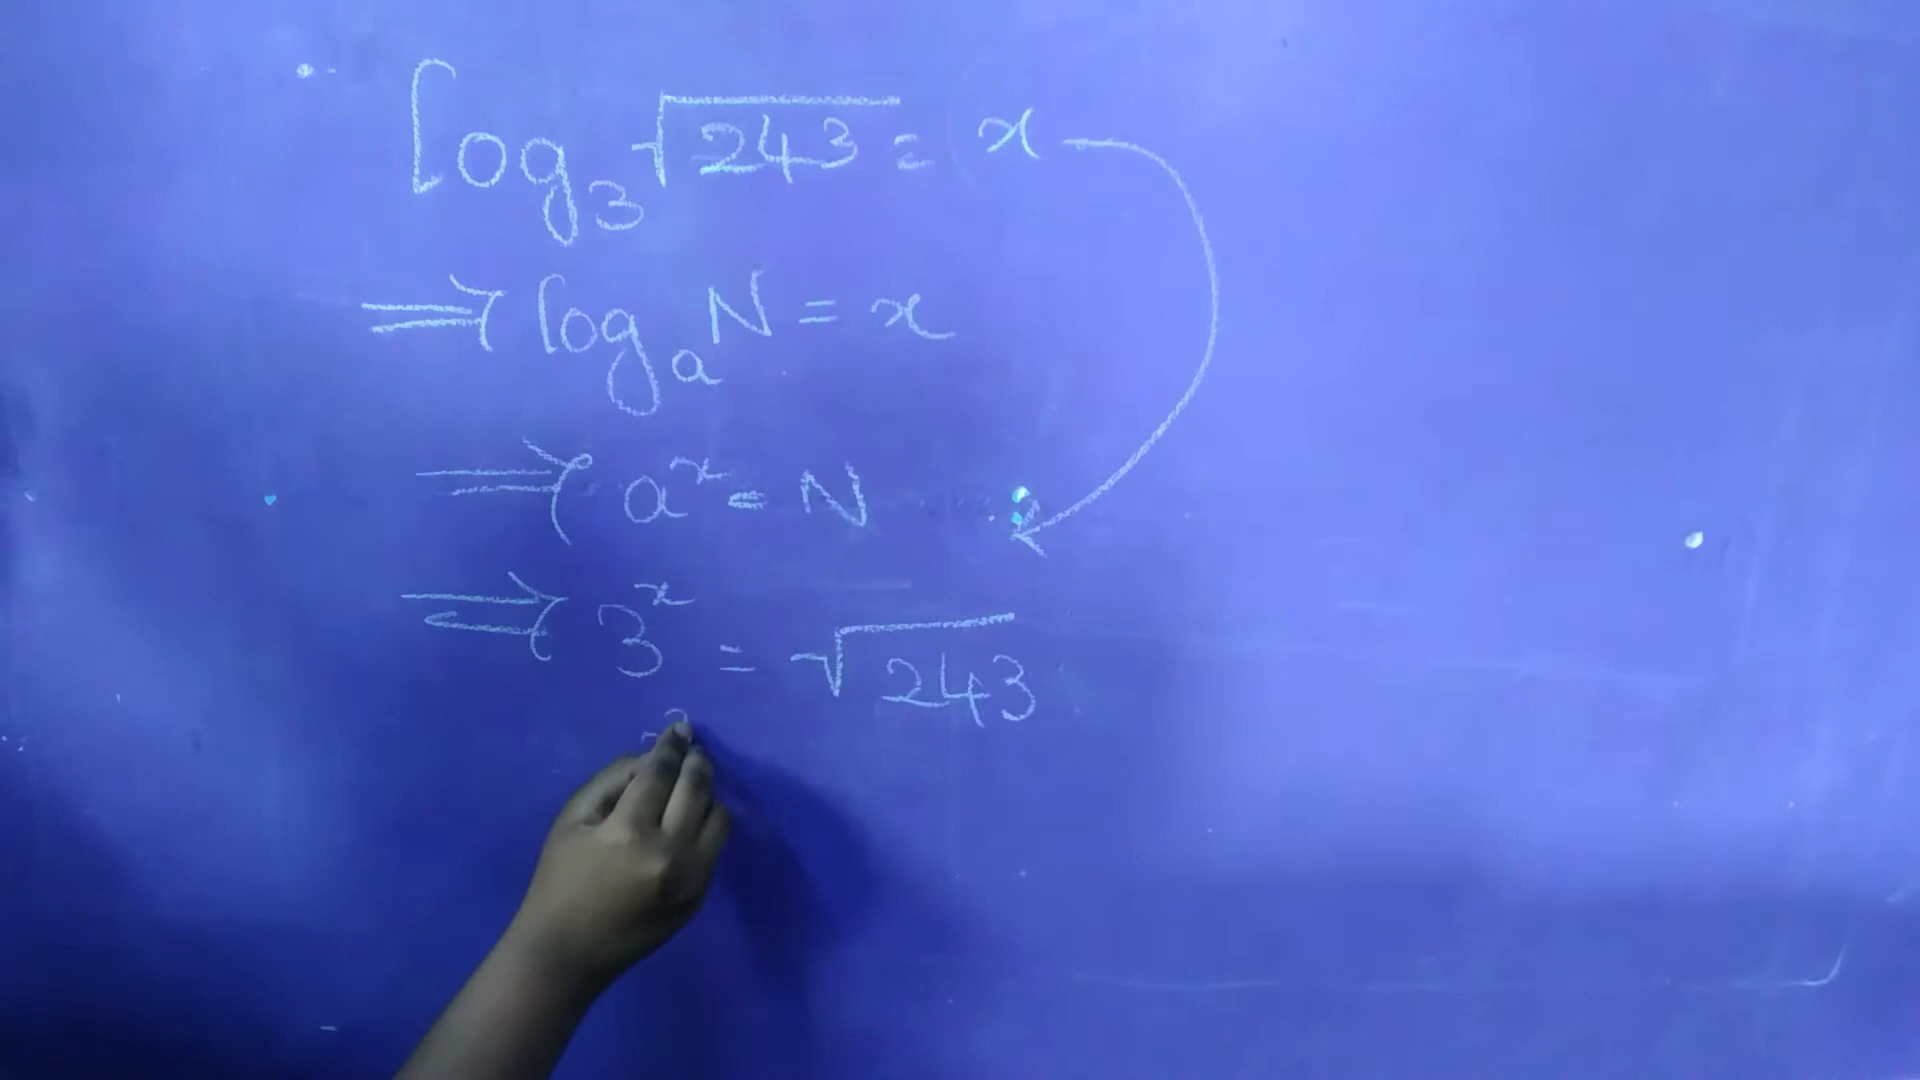 log₃√243 = x
⇒ logₐN = x
⇒ aˣ = N
⇒ 3ˣ = √243